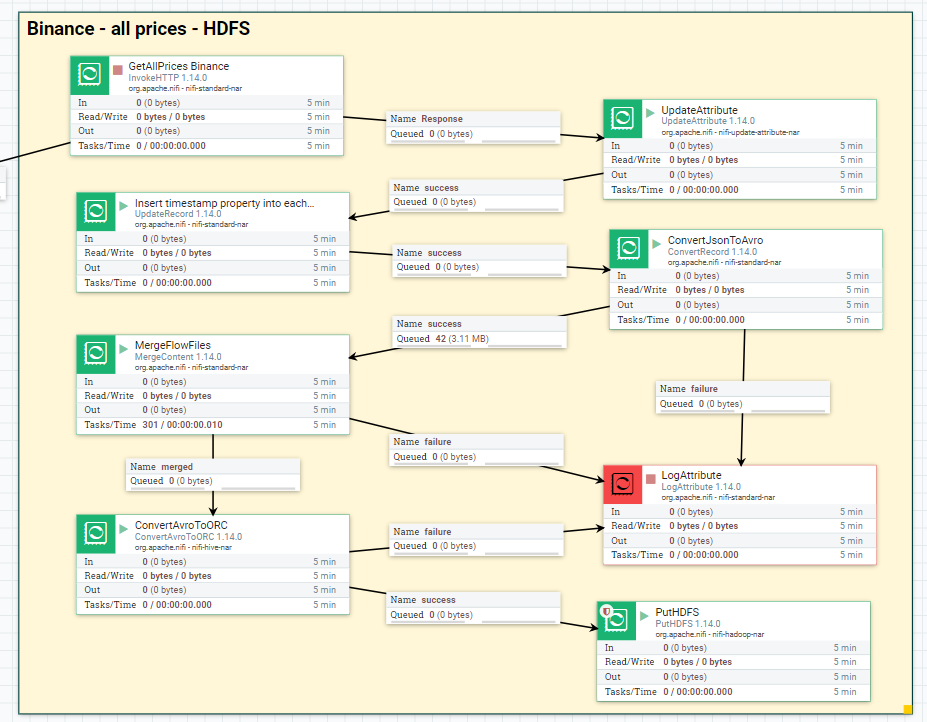 Binance - all prices - HDFS
GetAllPrices Binance
InvokeHTTP 1.14.0
org.apache.nifi - nifi-standard-nar
In 0 (0 bytes) 5 min
Read/Write 0 bytes / 0 bytes 5 min
Out 0 (0 bytes) 5 min
Tasks/Time 0 / 00:00:00.000 5 min
Name Response
Queued 0 (0 bytes)
UpdateAttribute
UpdateAttribute 1.14.0
org.apache.nifi - nifi-update-attribute-nar
In 0 (0 bytes) 5 min
Read/Write 0 bytes / 0 bytes 5 min
Out 0 (0 bytes) 5 min
Tasks/Time 0 / 00:00:00.000 5 min
Name success
Queued 0 (0 bytes)
Insert timestamp property into each...
UpdateRecord 1.14.0
org.apache.nifi - nifi-standard-nar
In 0 (0 bytes) 5 min
Read/Write 0 bytes / 0 bytes 5 min
Out 0 (0 bytes) 5 min
Tasks/Time 0 / 00:00:00.000 5 min
Name success
Queued 0 (0 bytes)
ConvertJsonToAvro
ConvertRecord 1.14.0
org.apache.nifi - nifi-standard-nar
In 0 (0 bytes) 5 min
Read/Write 0 bytes / 0 bytes 5 min
Out 0 (0 bytes) 5 min
Tasks/Time 0 / 00:00:00.000 5 min
Name success
Queued 42 (3.11 MB)
MergeFlowFiles
MergeContent 1.14.0
org.apache.nifi - nifi-standard-nar
In 0 (0 bytes) 5 min
Read/Write 0 bytes / 0 bytes 5 min
Out 0 (0 bytes) 5 min
Tasks/Time 301 / 00:00:00.010 5 min
Name failure
Queued 0 (0 bytes)
Name failure
Queued 0 (0 bytes)
Name merged
Queued 0 (0 bytes)
LogAttribute
LogAttribute 1.14.0
org.apache.nifi - nifi-standard-nar
In 0 (0 bytes) 5 min
Read/Write 0 bytes / 0 bytes 5 min
Out 0 (0 bytes) 5 min
Tasks/Time 0 / 00:00:00.000 5 min
ConvertAvroToORC
ConvertAvroToORC 1.14.0
org.apache.nifi - nifi-hive-nar
In 0 (0 bytes) 5 min
Read/Write 0 bytes / 0 bytes 5 min
Out 0 (0 bytes) 5 min
Tasks/Time 0 / 00:00:00.000 5 min
Name failure
Queued 0 (0 bytes)
Name success
Queued 0 (0 bytes)
PutHDFS
PutHDFS 1.14.0
org.apache.nifi - nifi-hadoop-nar
In 0 (0 bytes) 5 min
Read/Write 0 bytes / 0 bytes 5 min
Out 0 (0 bytes) 5 min
Tasks/Time 0 / 00:00:00.000 5 min